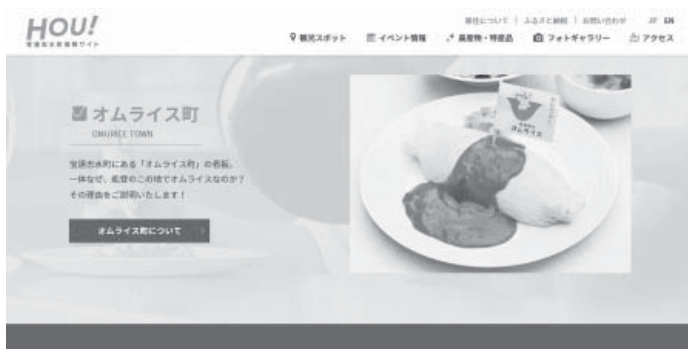 HOU!
宝達志水町情報サイト
移住について | ふるさと納税 | お問い合わせ JP EN
観光スポット イベント情報 農産物・特産品 フォトギャラリー アクセス
オムライス町
OMURICE TOWN
宝達志水町にある「オムライス町」の看板。
一体なぜ、能登のこの地でオムライスなのか？
その理由をご説明いたします！
オムライス町について
オムライス